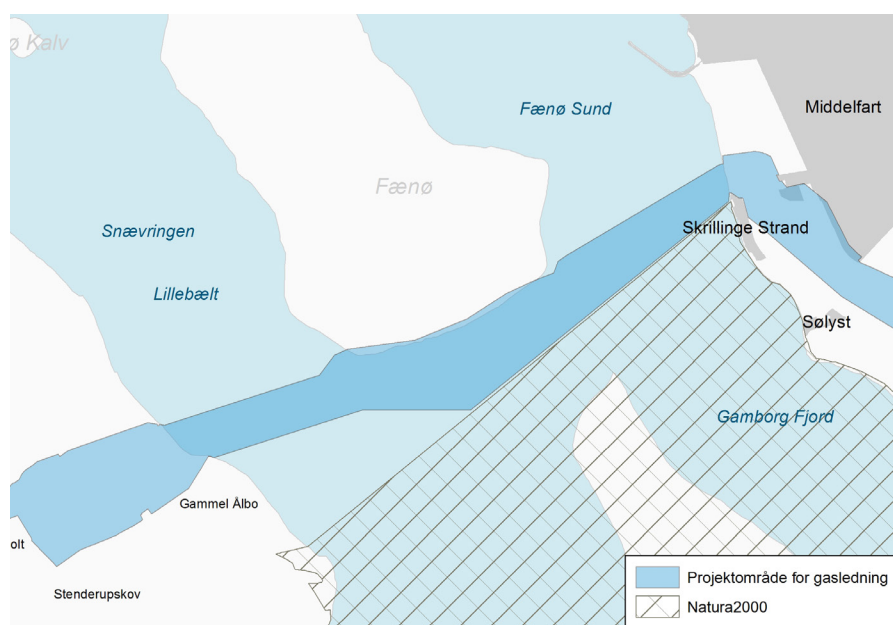 ø Kalv
Fænø Sund
Middelfart
Fænø
Snævringen
Skrillinge Strand
Lillebælt
Sølyst
Gamborg Fjord
Gammel Ålbo
olt
Stenderupskov
Projektområde for gasledning
Natura2000